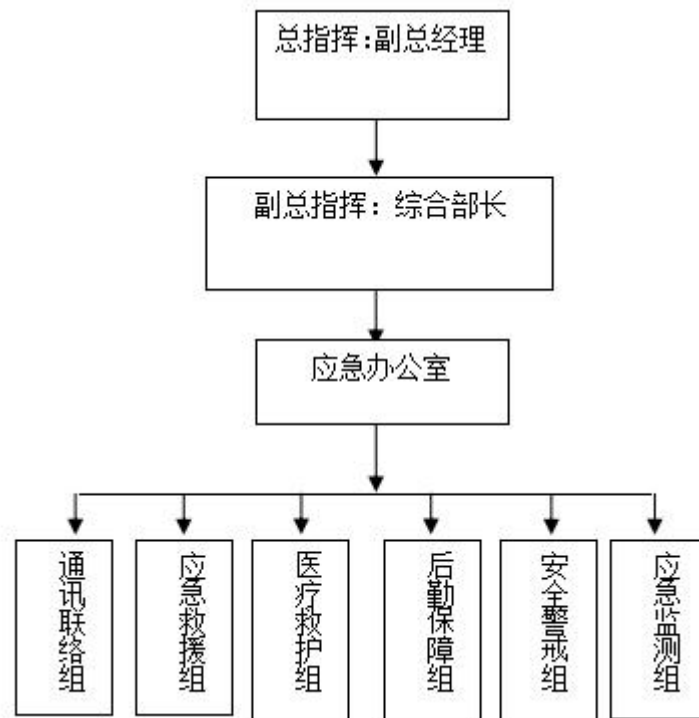 总指挥:副总经理
副总指挥：综合部长
应急办公室
通讯联络组
应急救援组
医疗救护组
后勤保障组
安全警戒组
应急监测组